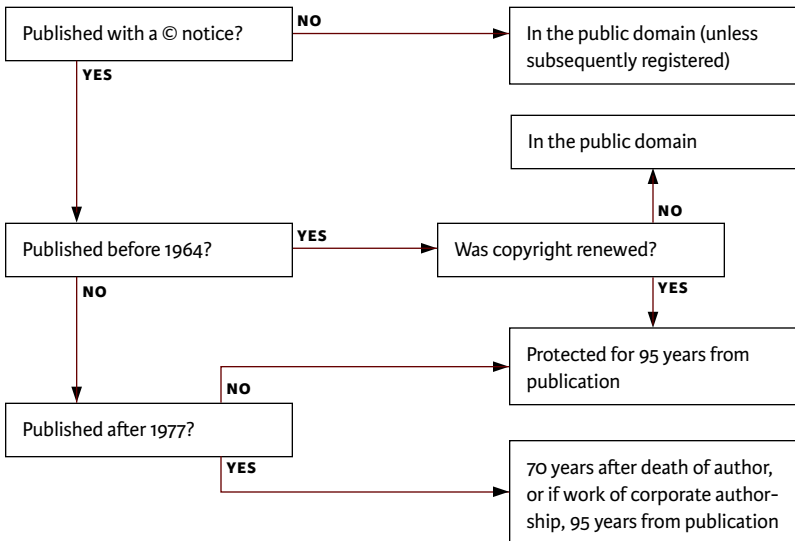 Published with a © notice?
NO
In the public domain (unless
subsequently registered)
YES
In the public domain
NO
Published before 1964?
YES
Was copyright renewed?
NO
YES
Protected for 95 years from
publication
NO
Published after 1977?
YES
70 years after death of author,
or if work of corporate author-
ship, 95 years from publication